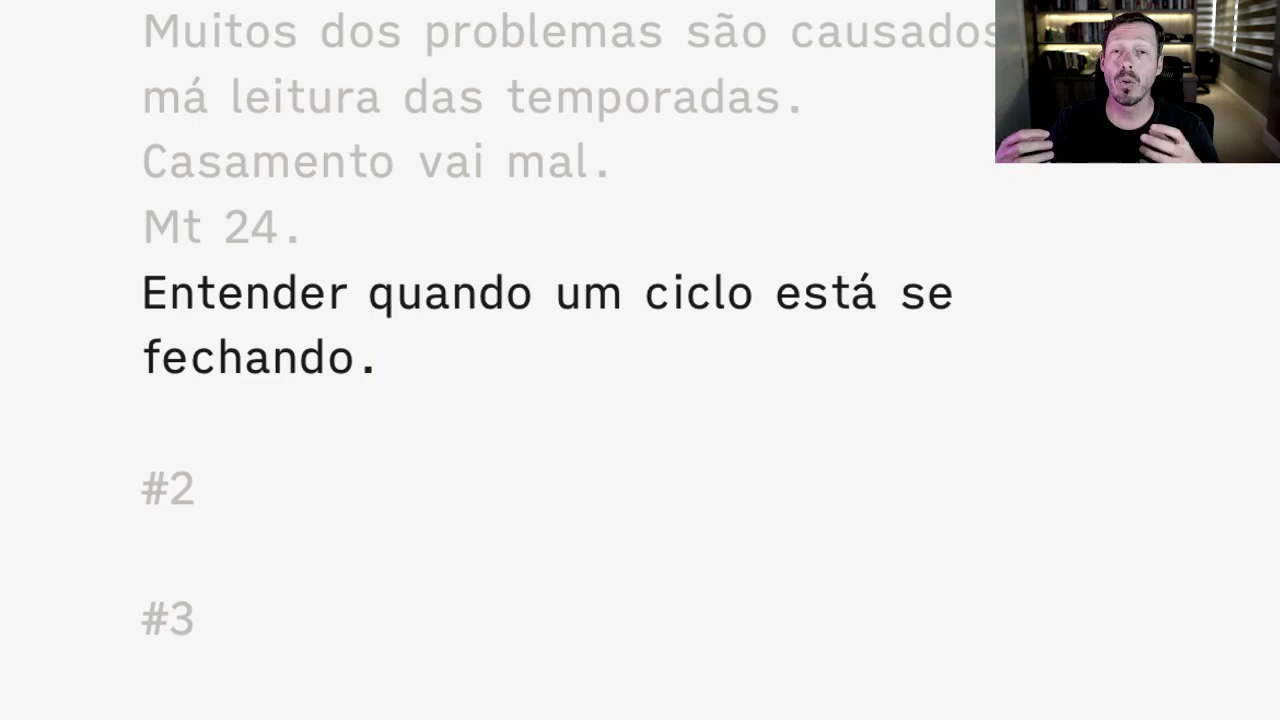 Muitos dos problemas são causados
má leitura das temporadas.
Casamento vai mal.
Mt 24.
Entender quando um ciclo está se
fechando.
#2
#3